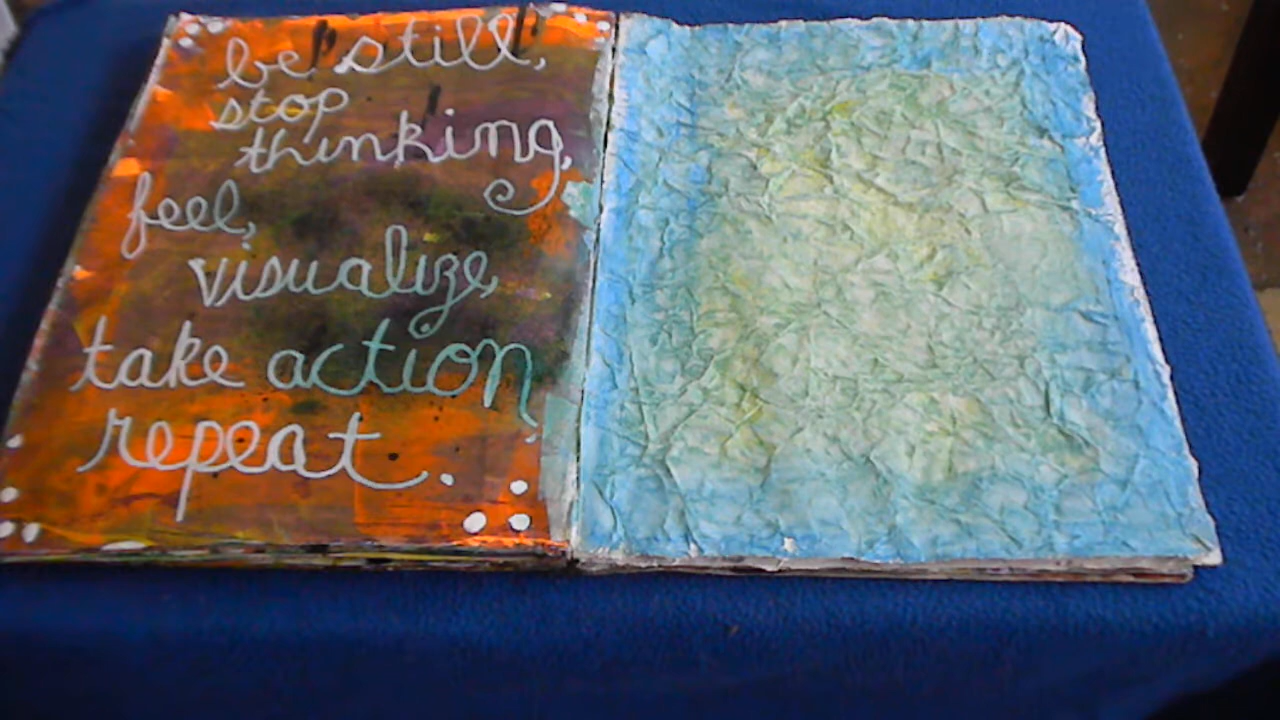 be still,
stop
thinking,
feel,
visualize,
take action
repeat.